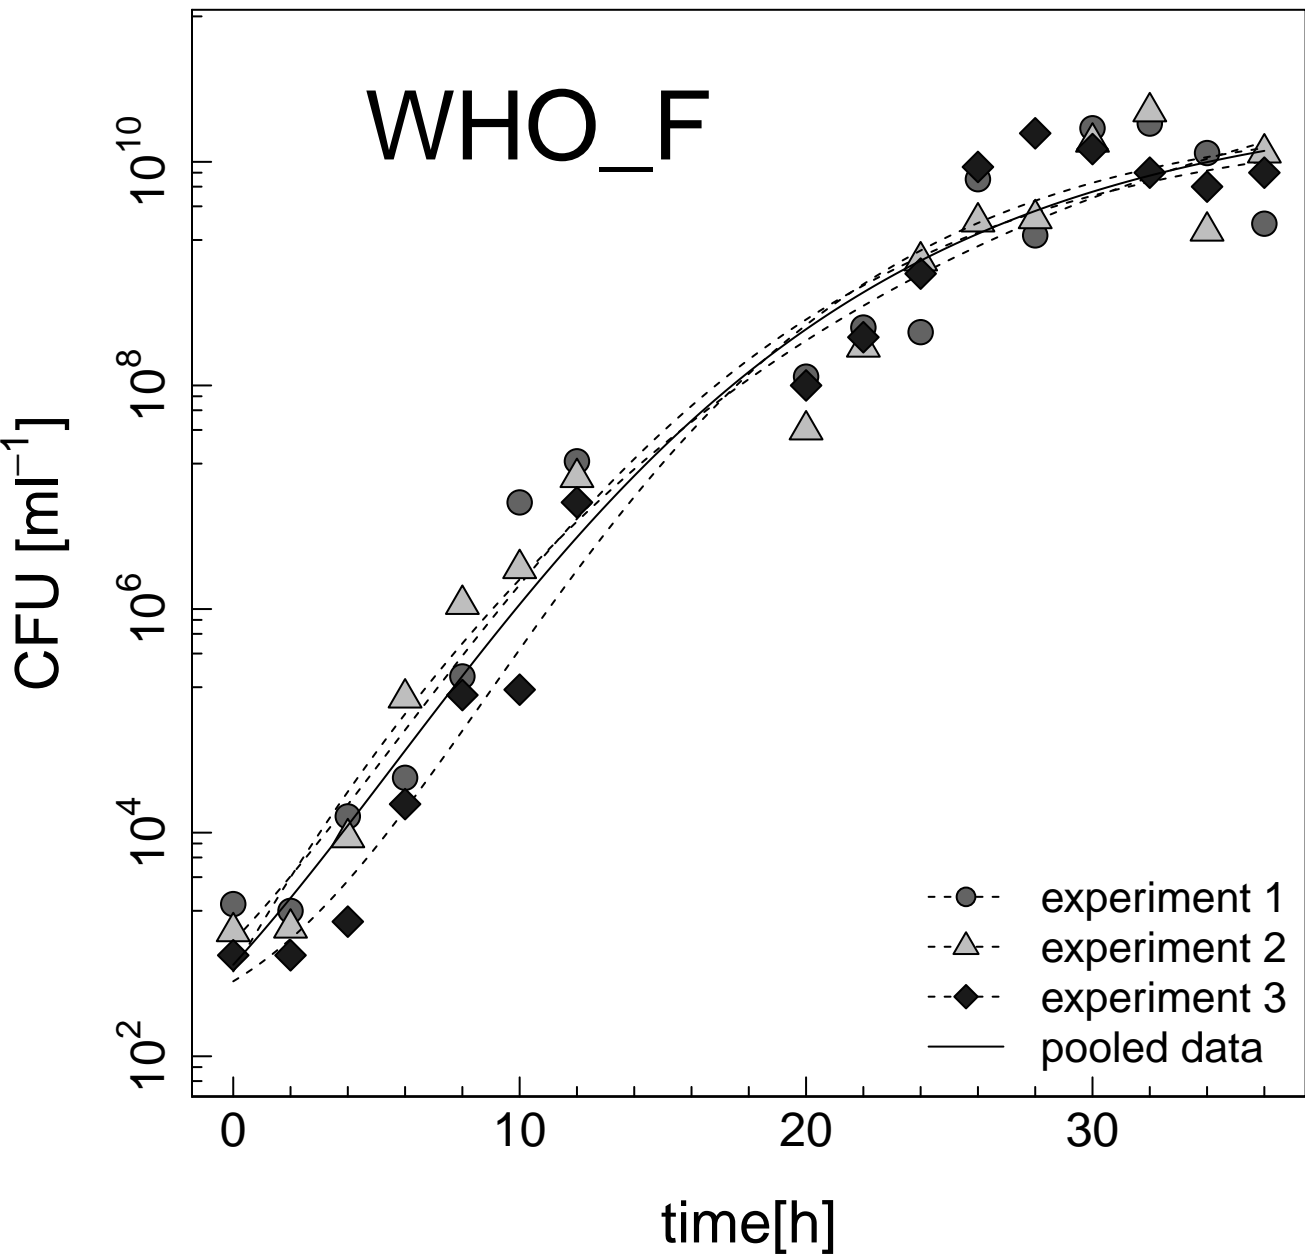 WHO_F
10^10
10^8
10^6
10^4
10^2
CFU [ml^−1]
experiment 1
experiment 2
experiment 3
pooled data
0 10 20 30
time[h]